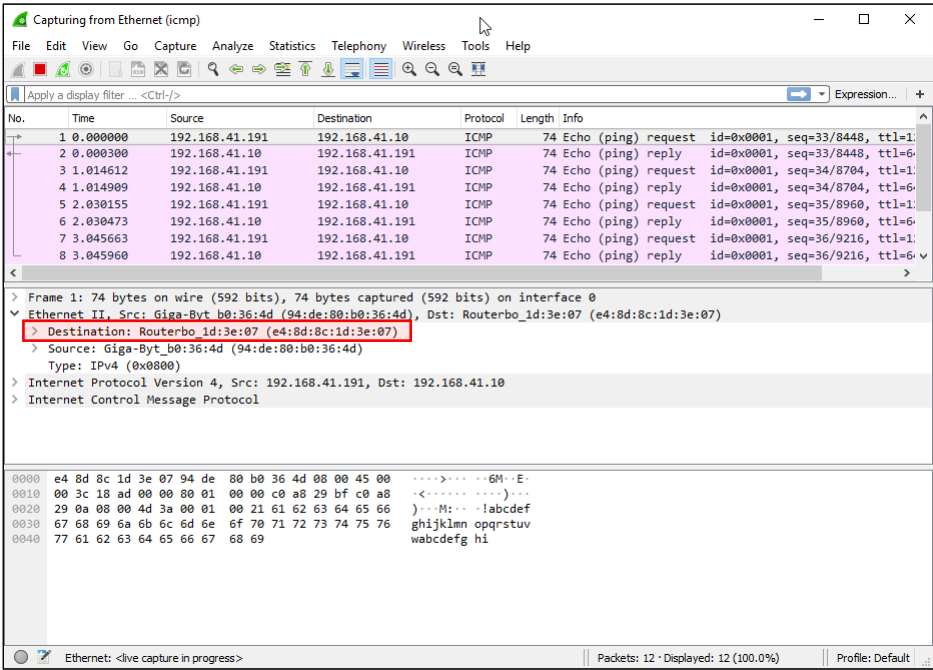 Capturing from Ethernet (icmp)
File Edit View Go Capture Analyze Statistics Telephony Wireless Tools Help
Apply a display filter ... <Ctrl-/> Expression... +
No. Time Source Destination Protocol Length Info
1 0.000000 192.168.41.191 192.168.41.10 ICMP 74 Echo (ping) request id=0x0001, seq=33/8448, ttl=1
2 0.000300 192.168.41.10 192.168.41.191 ICMP 74 Echo (ping) reply id=0x0001, seq=33/8448, ttl=6
3 1.014612 192.168.41.191 192.168.41.10 ICMP 74 Echo (ping) request id=0x0001, seq=34/8704, ttl=1
4 1.014909 192.168.41.10 192.168.41.191 ICMP 74 Echo (ping) reply id=0x0001, seq=34/8704, ttl=6
5 2.030155 192.168.41.191 192.168.41.10 ICMP 74 Echo (ping) request id=0x0001, seq=35/8960, ttl=1
6 2.030473 192.168.41.10 192.168.41.191 ICMP 74 Echo (ping) reply id=0x0001, seq=35/8960, ttl=6
7 3.045663 192.168.41.191 192.168.41.10 ICMP 74 Echo (ping) request id=0x0001, seq=36/9216, ttl=1
8 3.045960 192.168.41.10 192.168.41.191 ICMP 74 Echo (ping) reply id=0x0001, seq=36/9216, ttl=6
Frame 1: 74 bytes on wire (592 bits), 74 bytes captured (592 bits) on interface 0
Ethernet II, Src: Giga-Byt_b0:36:4d (94:de:80:b0:36:4d), Dst: Routerbo_1d:3e:07 (e4:8d:8c:1d:3e:07)
Destination: Routerbo_1d:3e:07 (e4:8d:8c:1d:3e:07)
Source: Giga-Byt_b0:36:4d (94:de:80:b0:36:4d)
Type: IPv4 (0x0800)
Internet Protocol Version 4, Src: 192.168.41.191, Dst: 192.168.41.10
Internet Control Message Protocol
0000 e4 8d 8c 1d 3e 07 94 de 80 b0 36 4d 08 00 45 00 ····>··· ··6M··E·
0010 00 3c 18 ad 00 00 80 01 00 00 c0 a8 29 bf c0 a8 ·<······ ····)···
0020 29 0a 08 00 4d 3a 00 01 00 21 61 62 63 64 65 66 )···M:·· ·!abcdef
0030 67 68 69 6a 6b 6c 6d 6e 6f 70 71 72 73 74 75 76 ghijklmn opqrstuv
0040 77 61 62 63 64 65 66 67 68 69 wabcdefg hi
Ethernet: <live capture in progress> Packets: 12 · Displayed: 12 (100.0%) Profile: Default